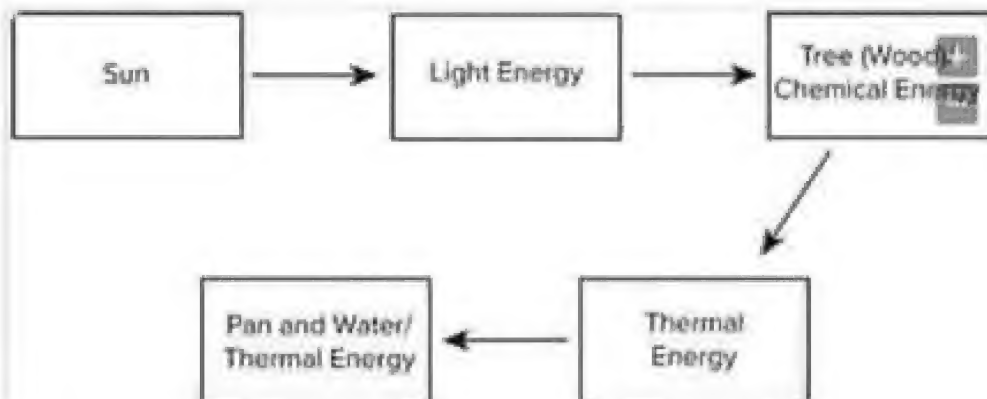 Sun
Light Energy
Tree (Wood)/
Chemical Energy
Thermal
Energy
Pan and Water/
Thermal Energy